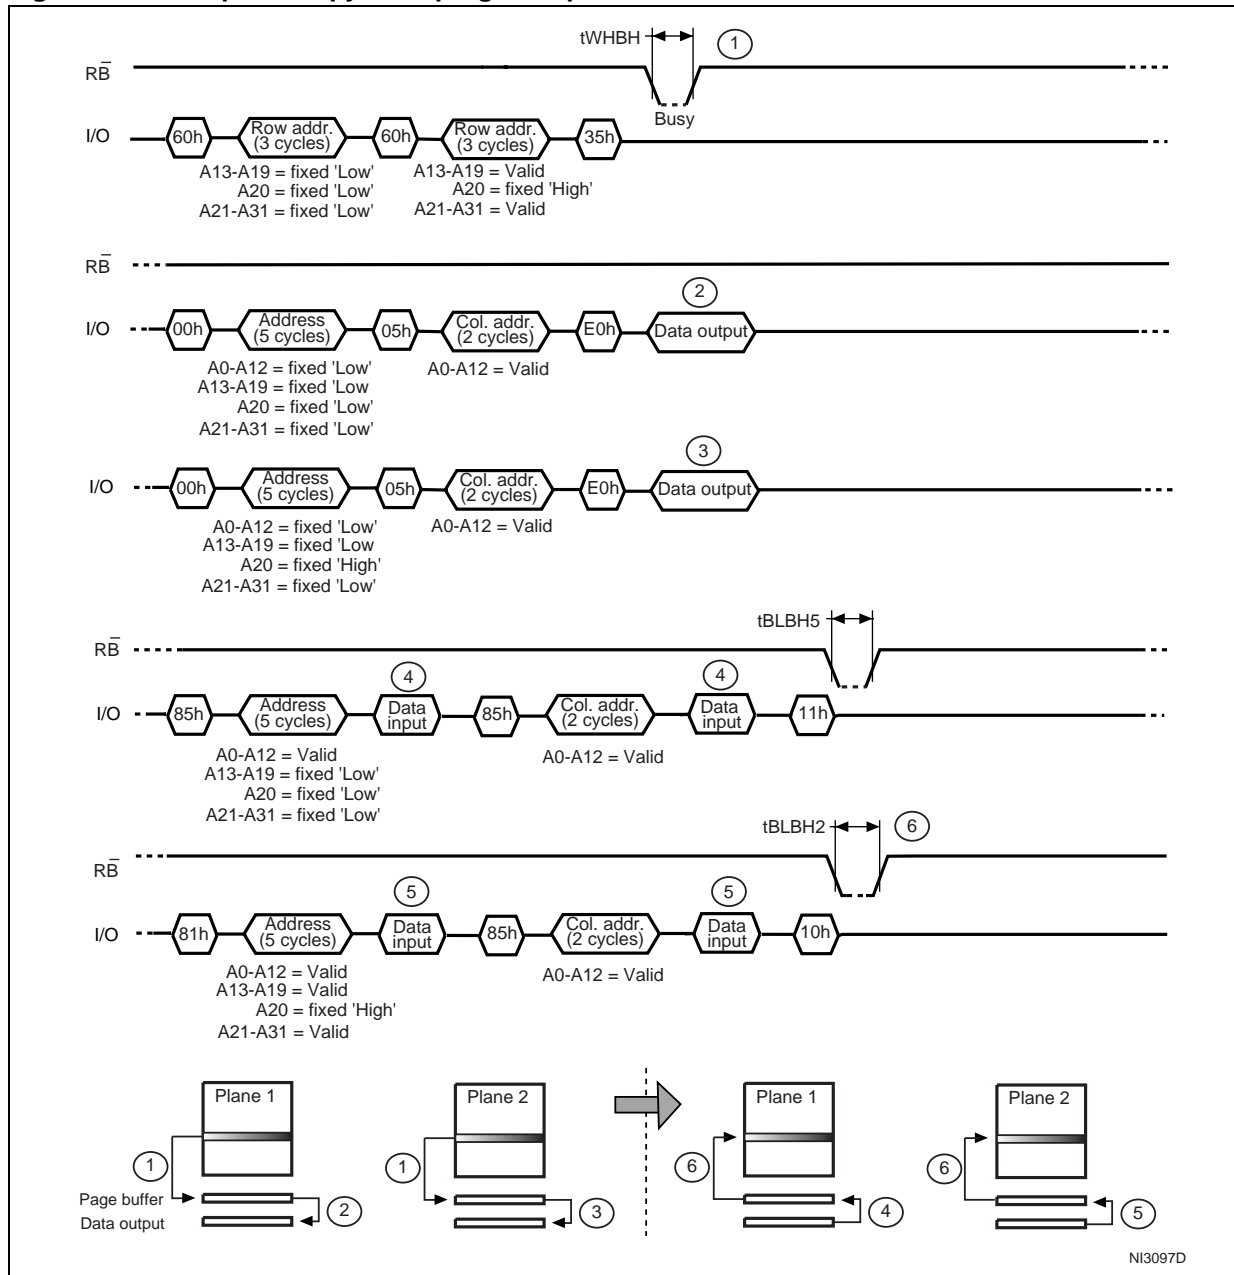 tWHBH
1
RB̄
Busy
I/O
60h
Row addr.
(3 cycles)
60h
Row addr.
(3 cycles)
35h
A13-A19 = fixed 'Low'
A20 = fixed 'Low'
A21-A31 = fixed 'Low'
A13-A19 = Valid
A20 = fixed 'High'
A21-A31 = Valid
RB̄
2
I/O
00h
Address
(5 cycles)
05h
Col. addr.
(2 cycles)
E0h
Data output
A0-A12 = fixed 'Low'
A13-A19 = fixed 'Low
A20 = fixed 'Low'
A21-A31 = fixed 'Low'
A0-A12 = Valid
3
I/O
00h
Address
(5 cycles)
05h
Col. addr.
(2 cycles)
E0h
Data output
A0-A12 = fixed 'Low'
A13-A19 = fixed 'Low
A20 = fixed 'High'
A21-A31 = fixed 'Low'
A0-A12 = Valid
tBLBH5
RB̄
4
4
I/O
85h
Address
(5 cycles)
Data
input
85h
Col. addr.
(2 cycles)
Data
input
11h
A0-A12 = Valid
A13-A19 = fixed 'Low'
A20 = fixed 'Low'
A21-A31 = fixed 'Low'
A0-A12 = Valid
tBLBH2
6
RB̄
5
5
I/O
81h
Address
(5 cycles)
Data
input
85h
Col. addr.
(2 cycles)
Data
input
10h
A0-A12 = Valid
A13-A19 = Valid
A20 = fixed 'High'
A21-A31 = Valid
A0-A12 = Valid
Plane 1
Plane 2
Plane 1
Plane 2
1
1
6
6
Page buffer
Data output
2
3
4
5
NI3097D